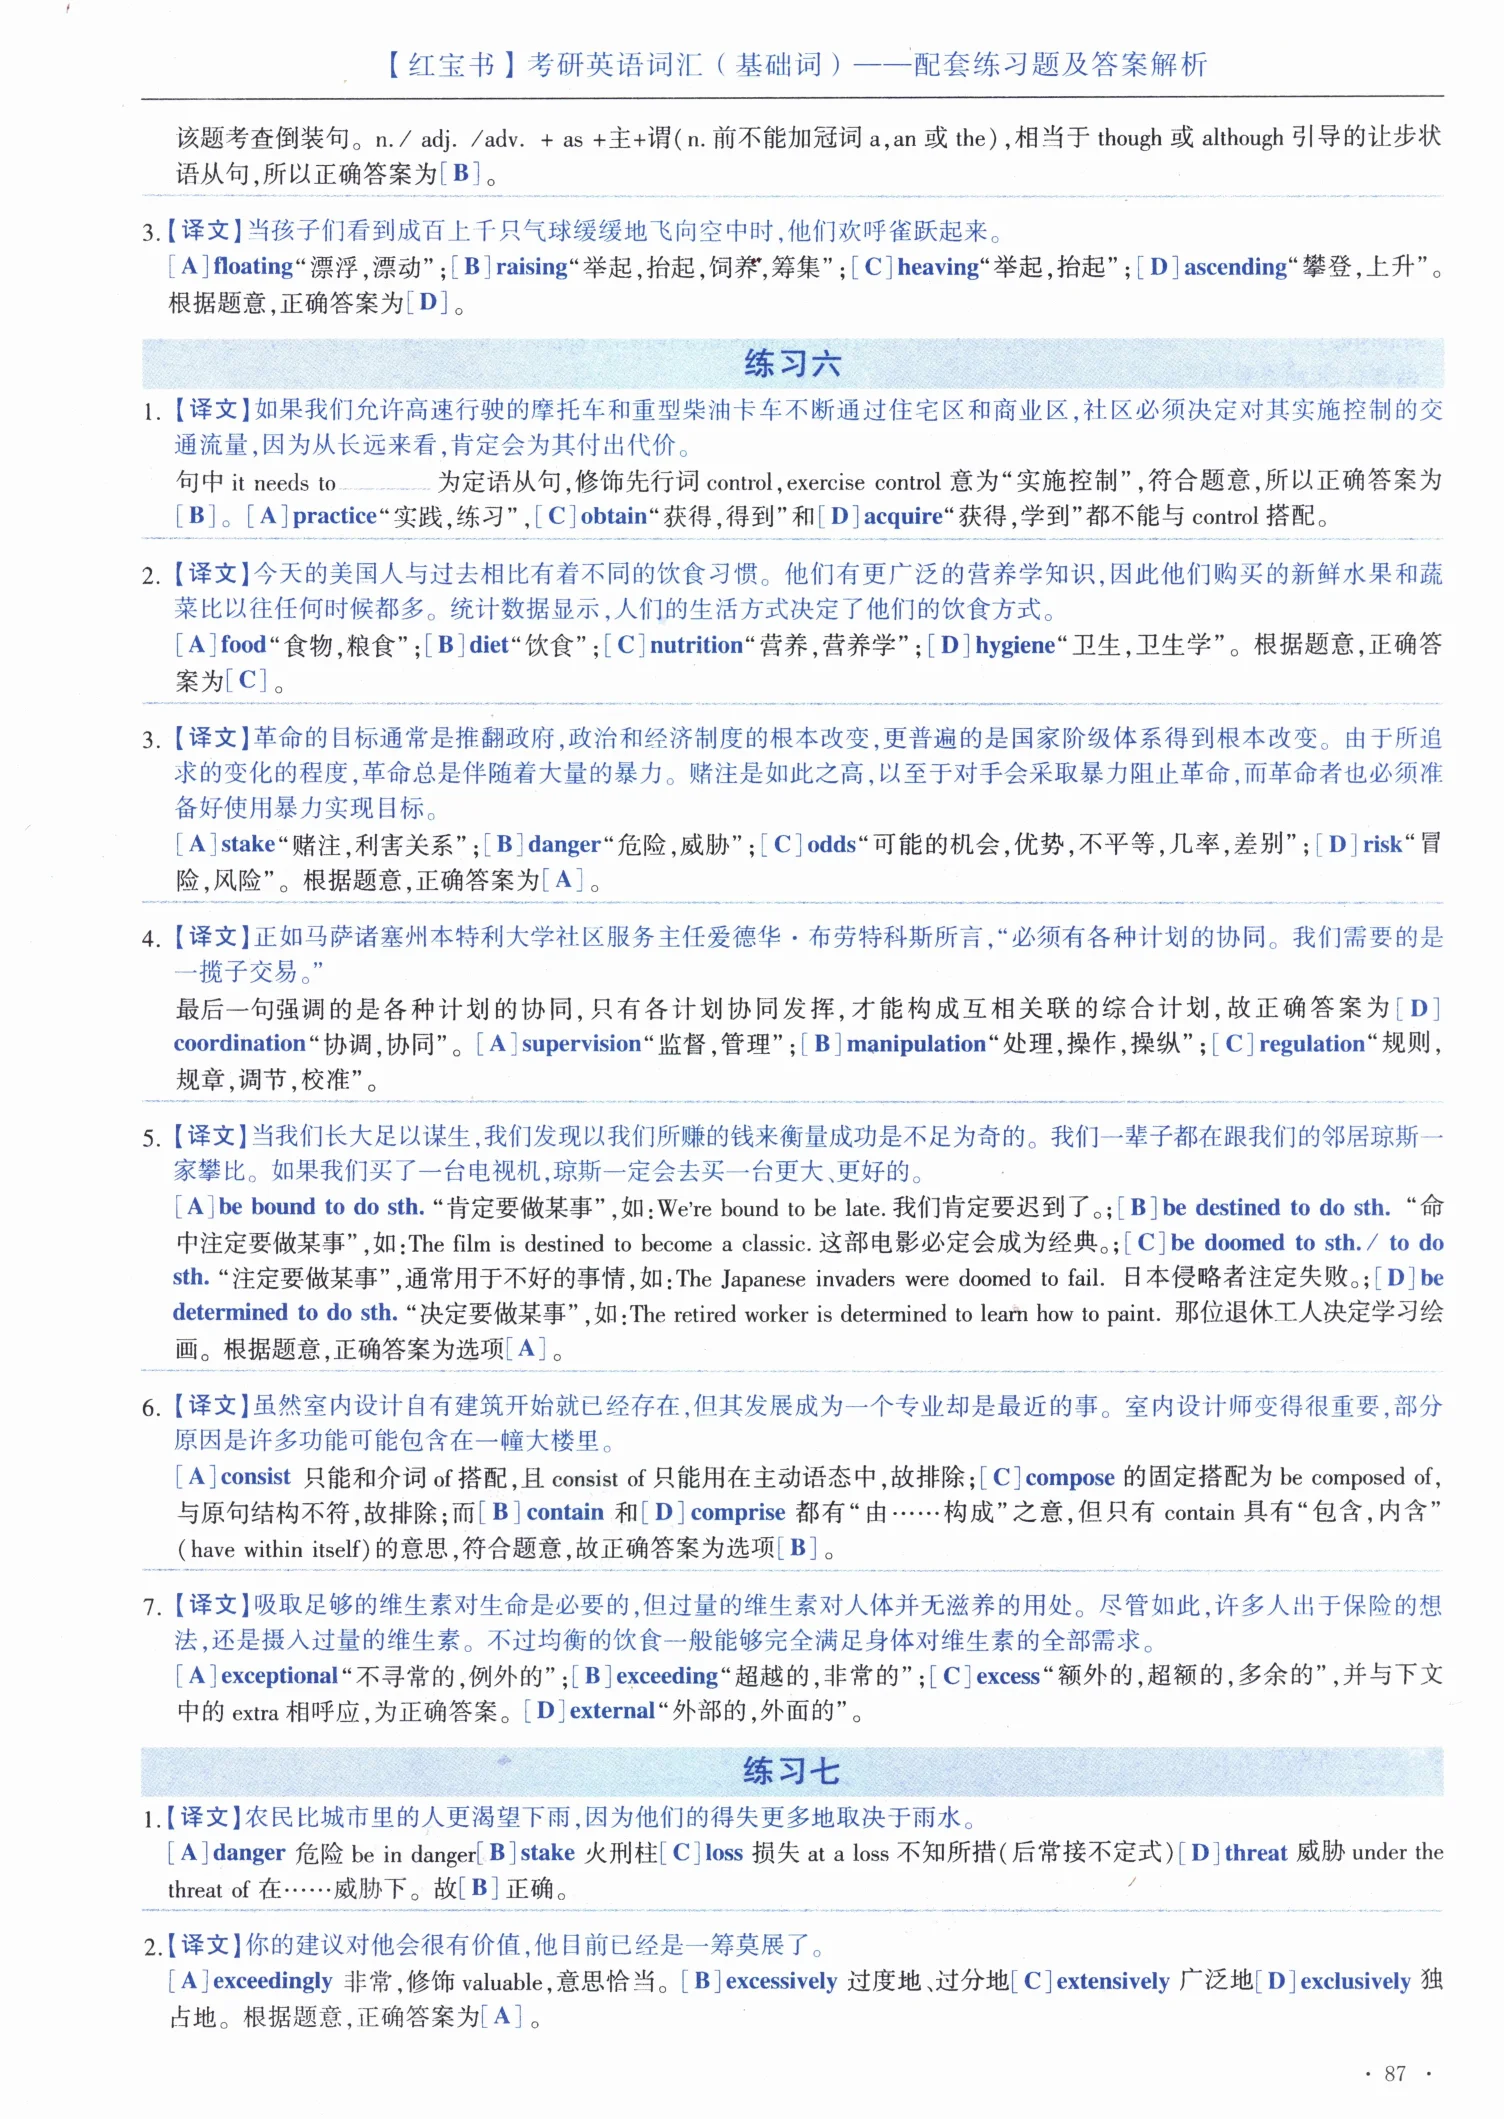 【红宝书】考研英语词汇（基础词）——配套练习题及答案解析
该题考查倒装句。n./ adj. /adv. + as +主+谓(n.前不能加冠词 a,an 或 the),相当于 though 或 although 引导的让步状
语从句,所以正确答案为[B]。
3.【译文】当孩子们看到成百上千只气球缓缓地飞向空中时,他们欢呼雀跃起来。
[A]floating“漂浮,漂动”;[B]raising“举起,抬起,饲养,筹集”;[C]heaving“举起,抬起”;[D]ascending“攀登,上升”。
根据题意,正确答案为[D]。
练习六
1. 【译文】如果我们允许高速行驶的摩托车和重型柴油卡车不断通过住宅区和商业区,社区必须决定对其实施控制的交
通流量,因为从长远来看,肯定会为其付出代价。
句中 it needs to ________ 为定语从句,修饰先行词 control,exercise control 意为“实施控制”,符合题意,所以正确答案为
[B]。[A]practice“实践,练习”,[C]obtain“获得,得到”和[D]acquire“获得,学到”都不能与 control 搭配。
2. 【译文】今天的美国人与过去相比有着不同的饮食习惯。他们有更广泛的营养学知识,因此他们购买的新鲜水果和蔬
菜比以往任何时候都多。统计数据显示,人们的生活方式决定了他们的饮食方式。
[A]food“食物,粮食”;[B]diet“饮食”;[C]nutrition“营养,营养学”;[D]hygiene“卫生,卫生学”。根据题意,正确答
案为[C]。
3. 【译文】革命的目标通常是推翻政府,政治和经济制度的根本改变,更普遍的是国家阶级体系得到根本改变。由于所追
求的变化的程度,革命总是伴随着大量的暴力。赌注是如此之高,以至于对手会采取暴力阻止革命,而革命者也必须准
备好使用暴力实现目标。
[A]stake“赌注,利害关系”;[B]danger“危险,威胁”;[C]odds“可能的机会,优势,不平等,几率,差别”;[D]risk“冒
险,风险”。根据题意,正确答案为[A]。
4. 【译文】正如马萨诸塞州本特利大学社区服务主任爱德华·布劳特科斯所言,“必须有各种计划的协同。我们需要的是
一揽子交易。”
最后一句强调的是各种计划的协同,只有各计划协同发挥,才能构成互相关联的综合计划,故正确答案为[D]
coordination“协调,协同”。[A]supervision“监督,管理”;[B]manipulation“处理,操作,操纵”;[C]regulation“规则,
规章,调节,校准”。
5. 【译文】当我们长大足以谋生,我们发现以我们所赚的钱来衡量成功是不足为奇的。我们一辈子都在跟我们的邻居琼斯一
家攀比。如果我们买了一台电视机,琼斯一定会去买一台更大、更好的。
[A]be bound to do sth. “肯定要做某事”,如:We're bound to be late.我们肯定要迟到了。;[B]be destined to do sth. “命
中注定要做某事”,如:The film is destined to become a classic.这部电影必定会成为经典。;[C]be doomed to sth./ to do
sth. “注定要做某事”,通常用于不好的事情,如:The Japanese invaders were doomed to fail. 日本侵略者注定失败。;[D]be
determined to do sth. “决定要做某事”,如:The retired worker is determined to learn how to paint. 那位退休工人决定学习绘
画。根据题意,正确答案为选项[A]。
6. 【译文】虽然室内设计自有建筑开始就已经存在,但其发展成为一个专业却是最近的事。室内设计师变得很重要,部分
原因是许多功能可能包含在一幢大楼里。
[A]consist 只能和介词 of 搭配,且 consist of 只能用在主动语态中,故排除;[C]compose 的固定搭配为 be composed of,
与原句结构不符,故排除;而[B]contain 和[D]comprise 都有“由……构成”之意,但只有 contain 具有“包含,内含”
(have within itself)的意思,符合题意,故正确答案为选项[B]。
7. 【译文】吸取足够的维生素对生命是必要的,但过量的维生素对人体并无滋养的用处。尽管如此,许多人出于保险的想
法,还是摄入过量的维生素。不过均衡的饮食一般能够完全满足身体对维生素的全部需求。
[A]exceptional“不寻常的,例外的”;[B]exceeding“超越的,非常的”;[C]excess“额外的,超额的,多余的”,并与下文
中的 extra 相呼应,为正确答案。[D]external“外部的,外面的”。
练习七
1.【译文】农民比城市里的人更渴望下雨,因为他们的得失更多地取决于雨水。
[A]danger 危险 be in danger[B]stake 火刑柱[C]loss 损失 at a loss 不知所措(后常接不定式)[D]threat 威胁 under the
threat of 在……威胁下。故[B]正确。
2.【译文】你的建议对他会很有价值,他目前已经是一筹莫展了。
[A]exceedingly 非常,修饰 valuable,意思恰当。[B]excessively 过度地、过分地[C]extensively 广泛地[D]exclusively 独
占地。根据题意,正确答案为[A]。
· 87 ·